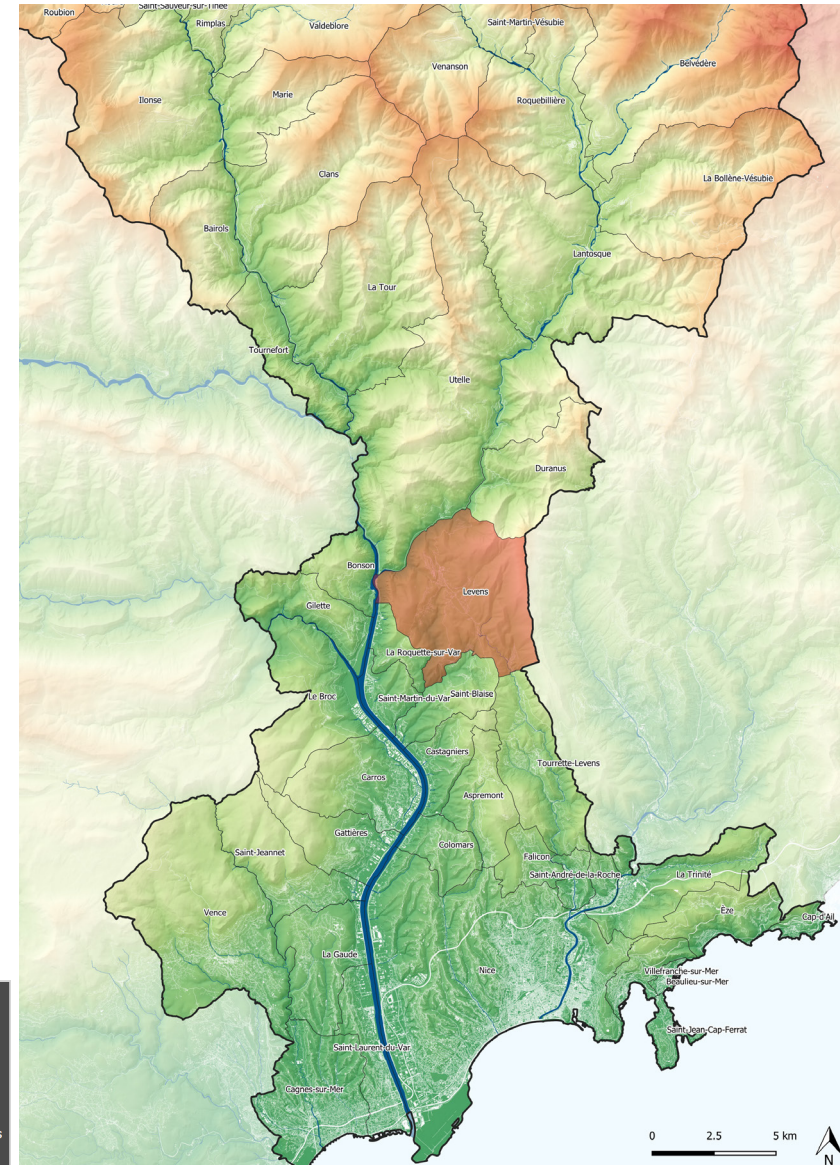 Saint-Sauveur-sur-Tinée
Roubion
Rimplas
Valdeblore
Saint-Martin-Vésubie
Venanson
Belvédère
Ilonse
Marie
Roquebillière
Clans
La Bollène-Vésubie
Bairols
Lantosque
La Tour
Tournefort
Utelle
Duranus
Bonson
Levens
Gilette
La Roquette-sur-Var
Le Broc
Saint-Martin-du-Var
Saint-Blaise
Castagniers
Tourrette-Levens
Carros
Aspremont
Gattières
Colomars
Saint-Jeannet
Falicon
Saint-André-de-la-Roche
La Trinité
Vence
Èze
Cap-d'Ail
La Gaude
Nice
Villefranche-sur-Mer
Beaulieu-sur-Mer
Saint-Jean-Cap-Ferrat
Saint-Laurent-du-Var
Cagnes-sur-Mer
0 2.5 5 km
N